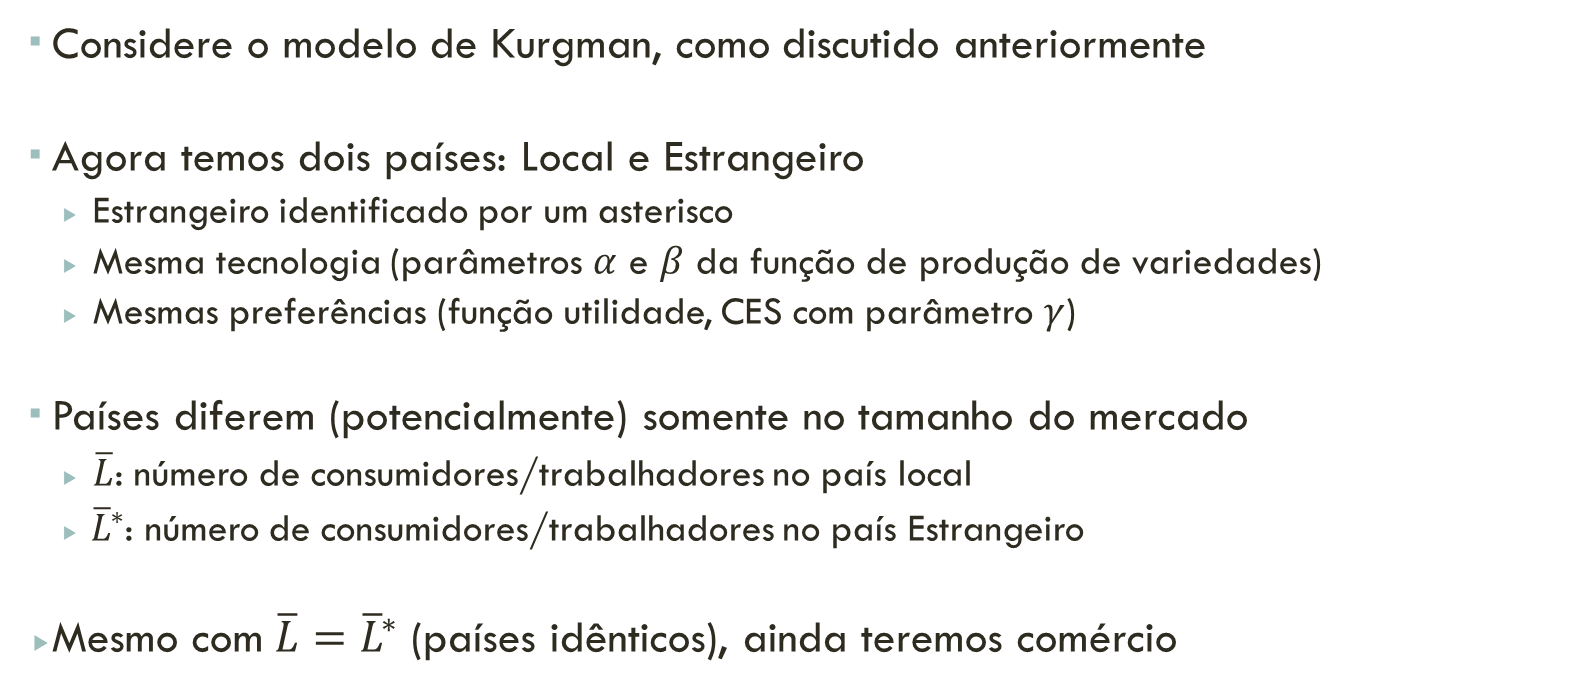 Considere o modelo de Kurgman, como discutido anteriormente
Agora temos dois países: Local e Estrangeiro
Estrangeiro identificado por um asterisco
Mesma tecnologia (parâmetros α e β da função de produção de variedades)
Mesmas preferências (função utilidade, CES com parâmetro γ)
Países diferem (potencialmente) somente no tamanho do mercado
L̅: número de consumidores/trabalhadores no país local
L̅*: número de consumidores/trabalhadores no país Estrangeiro
Mesmo com L̅ = L̅* (países idênticos), ainda teremos comércio